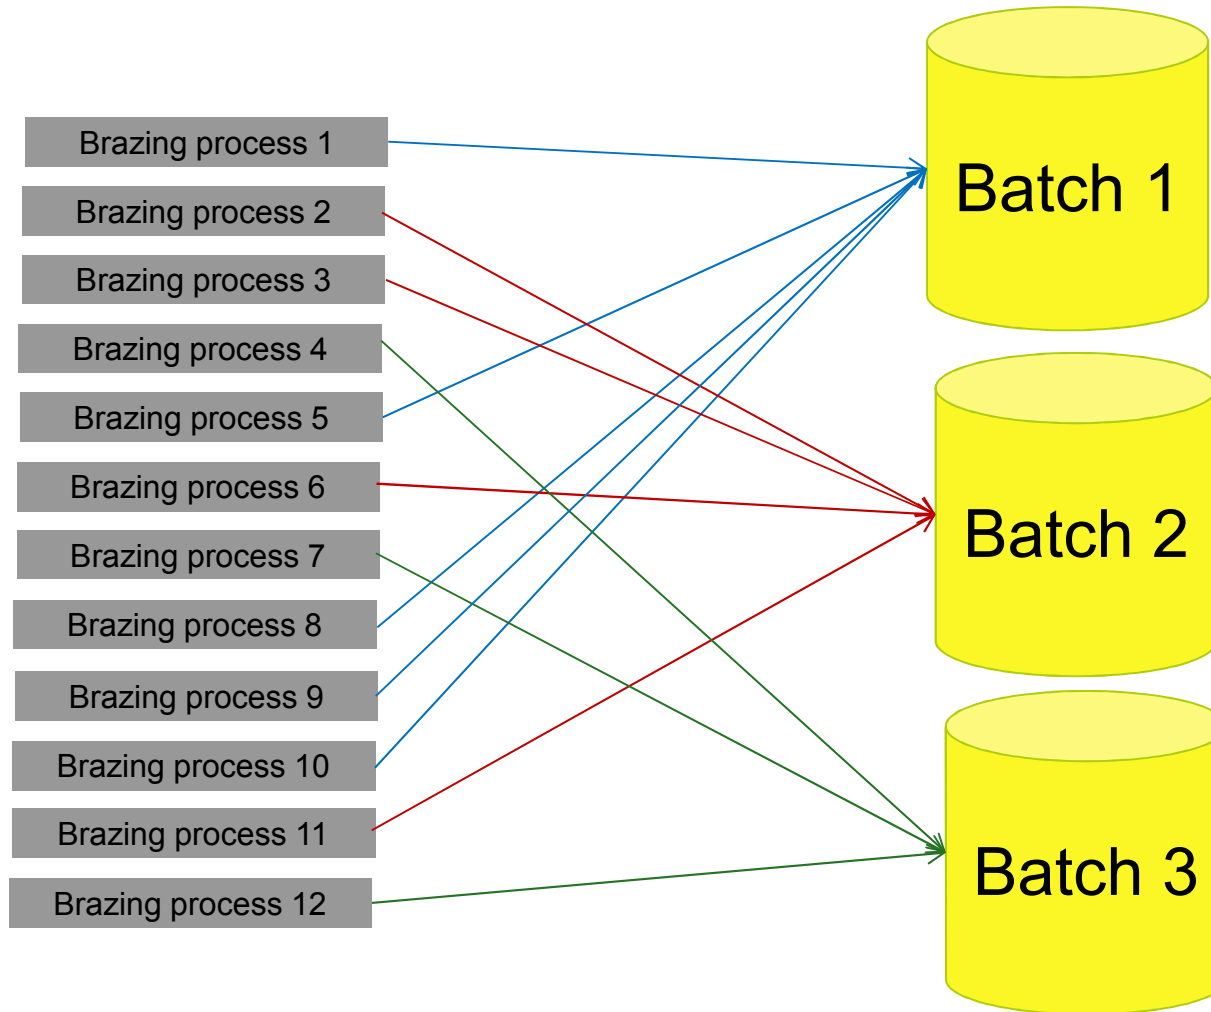 Brazing process 1
Brazing process 2
Brazing process 3
Brazing process 4
Brazing process 5
Brazing process 6
Brazing process 7
Brazing process 8
Brazing process 9
Brazing process 10
Brazing process 11
Brazing process 12
Batch 1
Batch 2
Batch 3